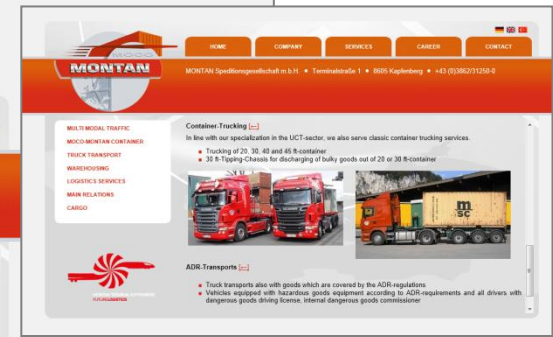 MOCO
MONTAN
HOME COMPANY SERVICES CAREER CONTACT
MONTAN Speditionsgesellschaft m.b.H. • Terminalstraße 1 • 8605 Kapfenberg • +43 (0)3862/31250-0
MULTI MODAL TRAFFIC
MOCO-MONTAN CONTAINER
TRUCK TRANSPORT
WAREHOUSING
LOGISTICS SERVICES
MAIN RELATIONS
CARGO
Container-Trucking [---]
In line with our specialization in the UCT-sector, we also serve classic container trucking services.
Trucking of 20, 30, 40 and 45 ft-container
30 ft-Tipping-Chassis for discharging of bulky goods out of 20 or 30 ft-container
m
SC
ADR-Transports [---]
Truck transports also with goods which are covered by the ADR-regulations
Vehicles equipped with hazardous goods equipment according to ADR-requirements and all drivers with
dangerous goods driving license, internal dangerous goods commissioner